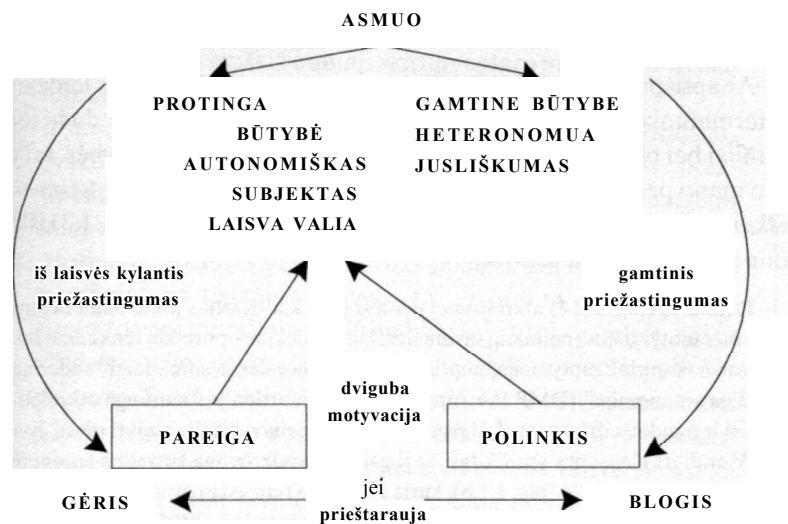 ASMUO
PROTINGA
BŪTYBĖ
AUTONOMIŠKAS
SUBJEKTAS
LAISVA VALIA
GAMTINE BŪTYBE
HETERONOMUA
JUSLIŠKUMAS
iš laisvės kylantis
priežastingumas
gamtinis
priežastingumas
dviguba
motyvacija
PAREIGA
POLINKIS
GĖRIS
jei
prieštarauja
BLOGIS